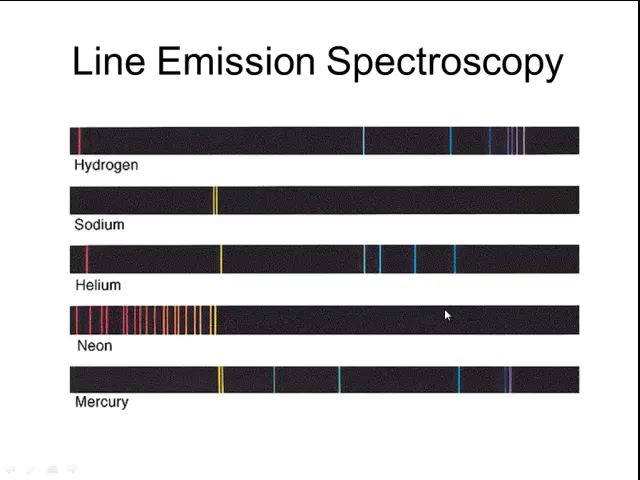 Line Emission Spectroscopy
Hydrogen
Sodium
Helium
Neon
Mercury